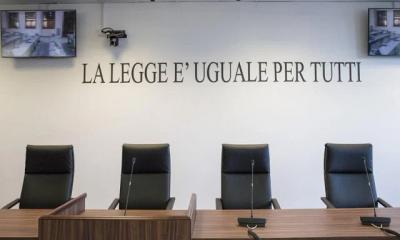 LA LEGGE E' UGUALE PER TUTTI